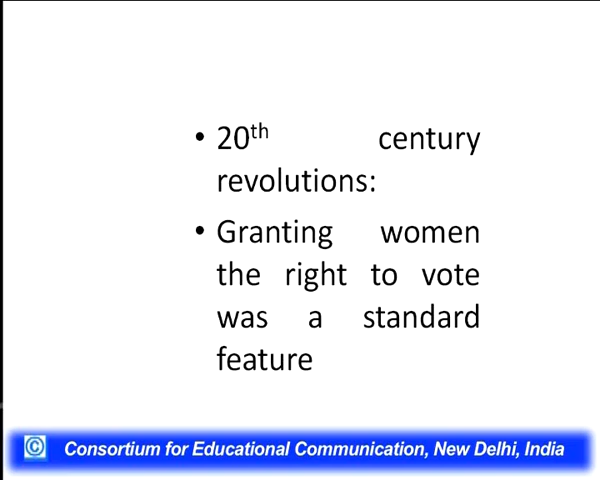 • 20th century
revolutions:
• Granting women
the right to vote
was a standard
feature
© Consortium for Educational Communication, New Delhi, India